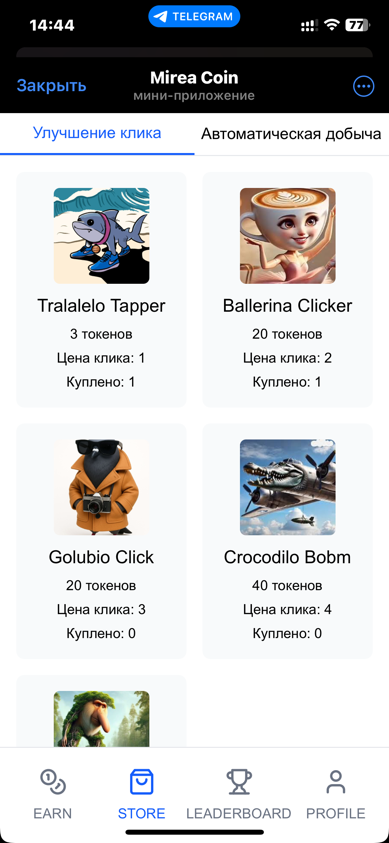 14:44
TELEGRAM
77
Закрыть
Mirea Coin
мини-приложение
Улучшение клика
Автоматическая добыча
Tralalelo Tapper
3 токенов
Цена клика: 1
Куплено: 1
Ballerina Clicker
20 токенов
Цена клика: 2
Куплено: 1
Golubio Click
20 токенов
Цена клика: 3
Куплено: 0
Crocodilo Bobm
40 токенов
Цена клика: 4
Куплено: 0
EARN
STORE
LEADERBOARD
PROFILE